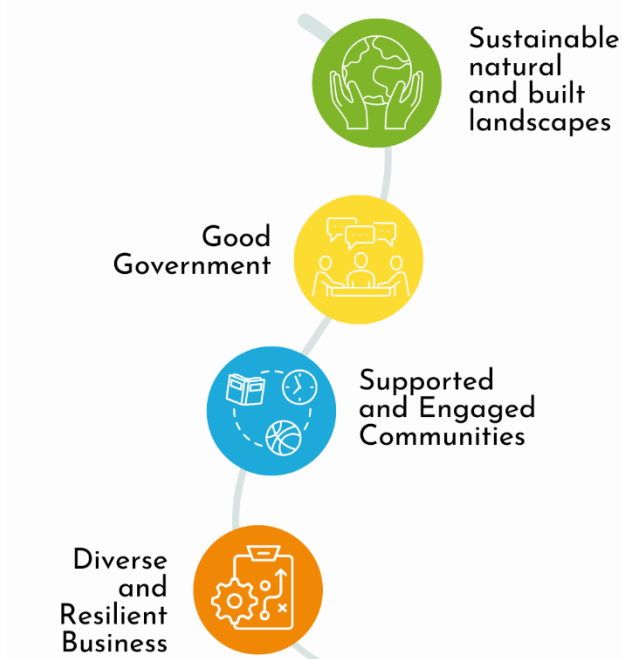 Sustainable
natural
and built
landscapes
Good
Government
Supported
and Engaged
Communities
Diverse
and
Resilient
Business